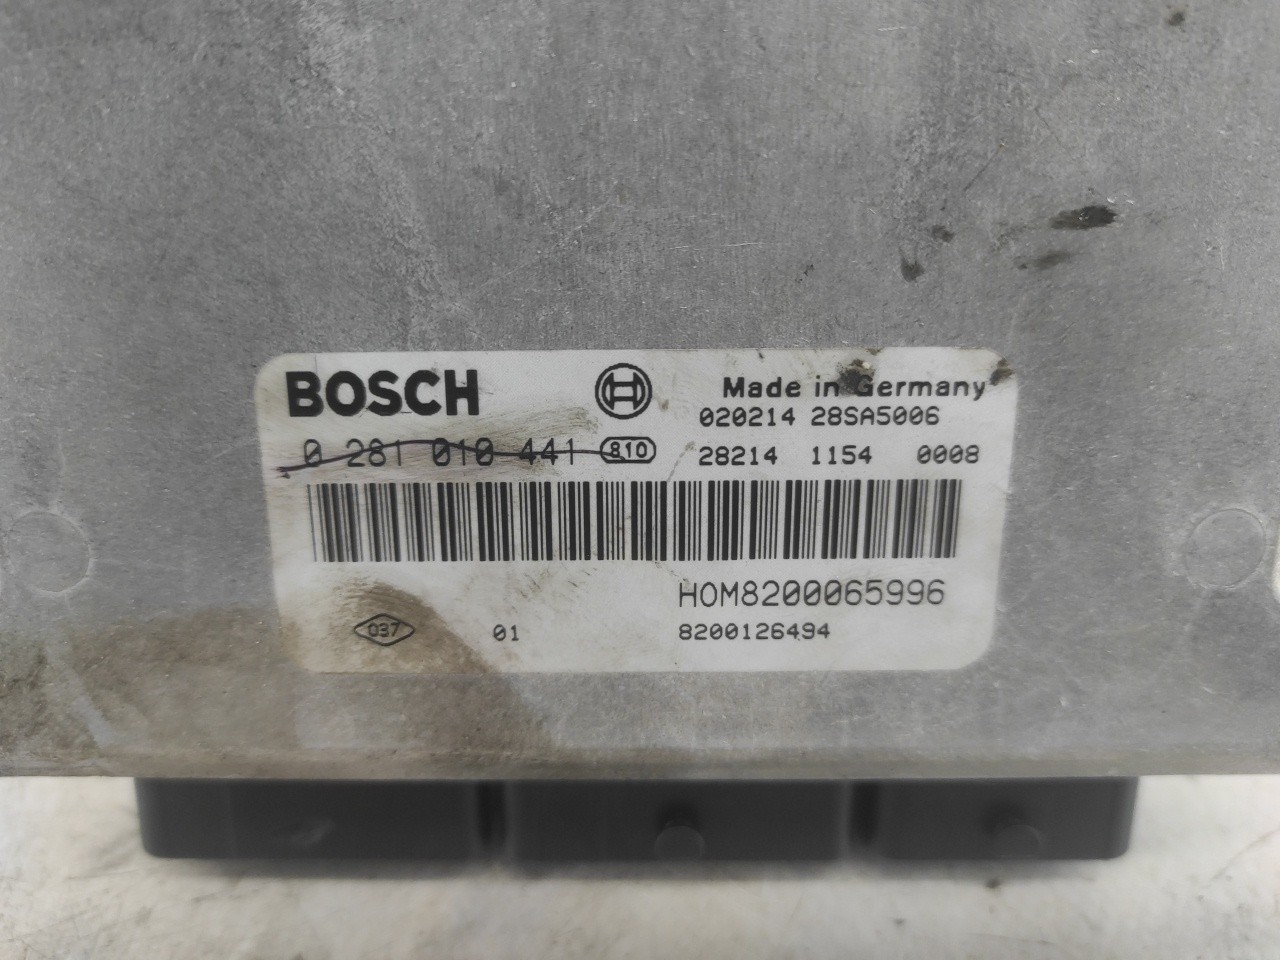 BOSCH
Made in Germany
020214 28SA5006
0 281 010 441 810
28214 1154 0008
HOM8200065996
037 01 8200126494